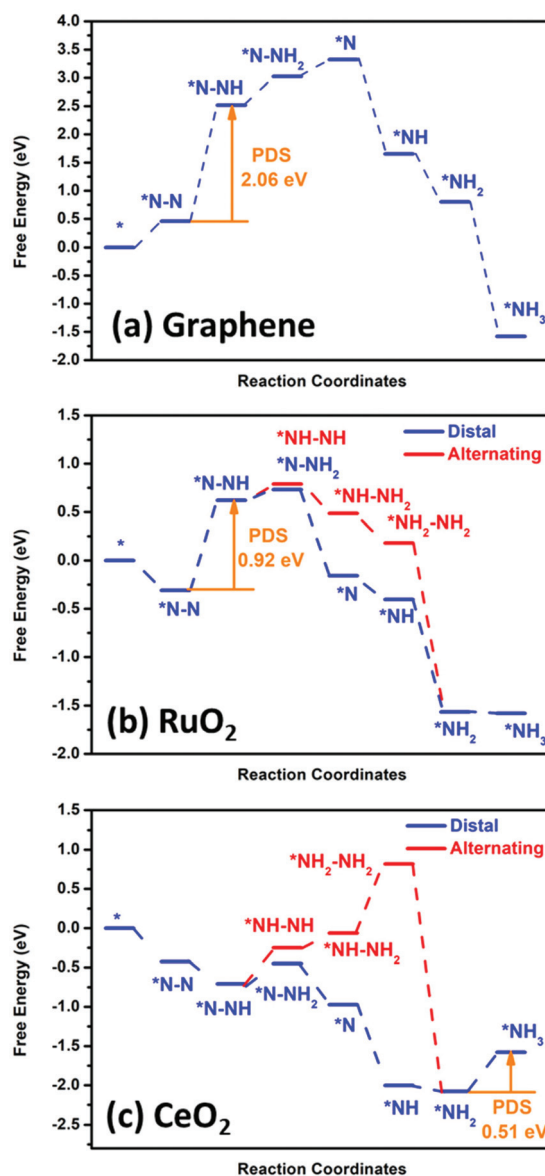 4.0
3.5
3.0
2.5
2.0
1.5
1.0
0.5
0.0
-0.5
-1.0
-1.5
-2.0
Free Energy (eV)
*
*N-N
*N-NH
*N-NH₂
*N
*NH
*NH₂
*NH₃
PDS
2.06 eV
(a) Graphene
Reaction Coordinates
1.5
1.0
0.5
0.0
-0.5
-1.0
-1.5
-2.0
Free Energy (eV)
Distal
Alternating
*
*N-N
*N-NH
*NH-NH
*N-NH₂
*NH-NH₂
*NH₂-NH₂
*N
*NH
*NH₂
*NH₃
PDS
0.92 eV
(b) RuO₂
Reaction Coordinates
1.5
1.0
0.5
0.0
-0.5
-1.0
-1.5
-2.0
-2.5
Free Energy (eV)
Distal
Alternating
*
*N-N
*N-NH
*NH-NH
*N-NH₂
*NH-NH₂
*NH₂-NH₂
*N
*NH
*NH₂
*NH₃
PDS
0.51 eV
(c) CeO₂
Reaction Coordinates